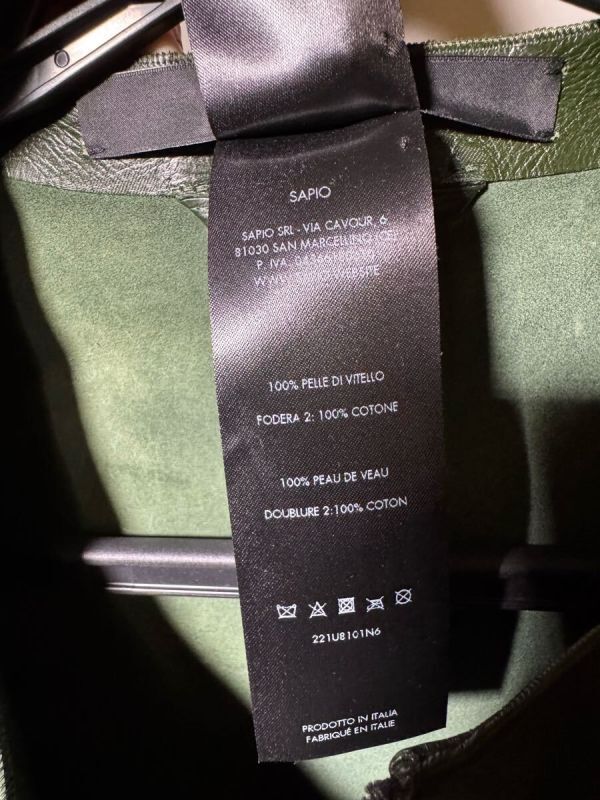 SAPIO
SAPIO SRL - VIA CAVOUR, 6
81030 SAN MARCELLINO (CE)
P. IVA
100% PELLE DI VITELLO
FODERA 2: 100% COTONE
100% PEAU DE VEAU
DOUBLURE 2:100% COTON
221U8101N6
PRODOTTO IN ITALIA
FABRIQUÉ EN ITALIE